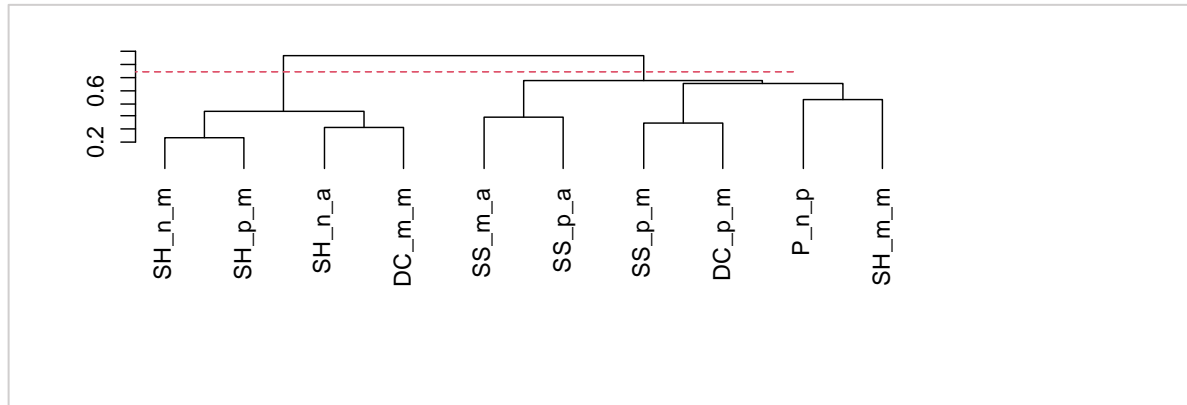 0.6
0.2
SH_n_m
SH_p_m
SH_n_a
DC_m_m
SS_m_a
SS_p_a
SS_p_m
DC_p_m
P_n_p
SH_m_m